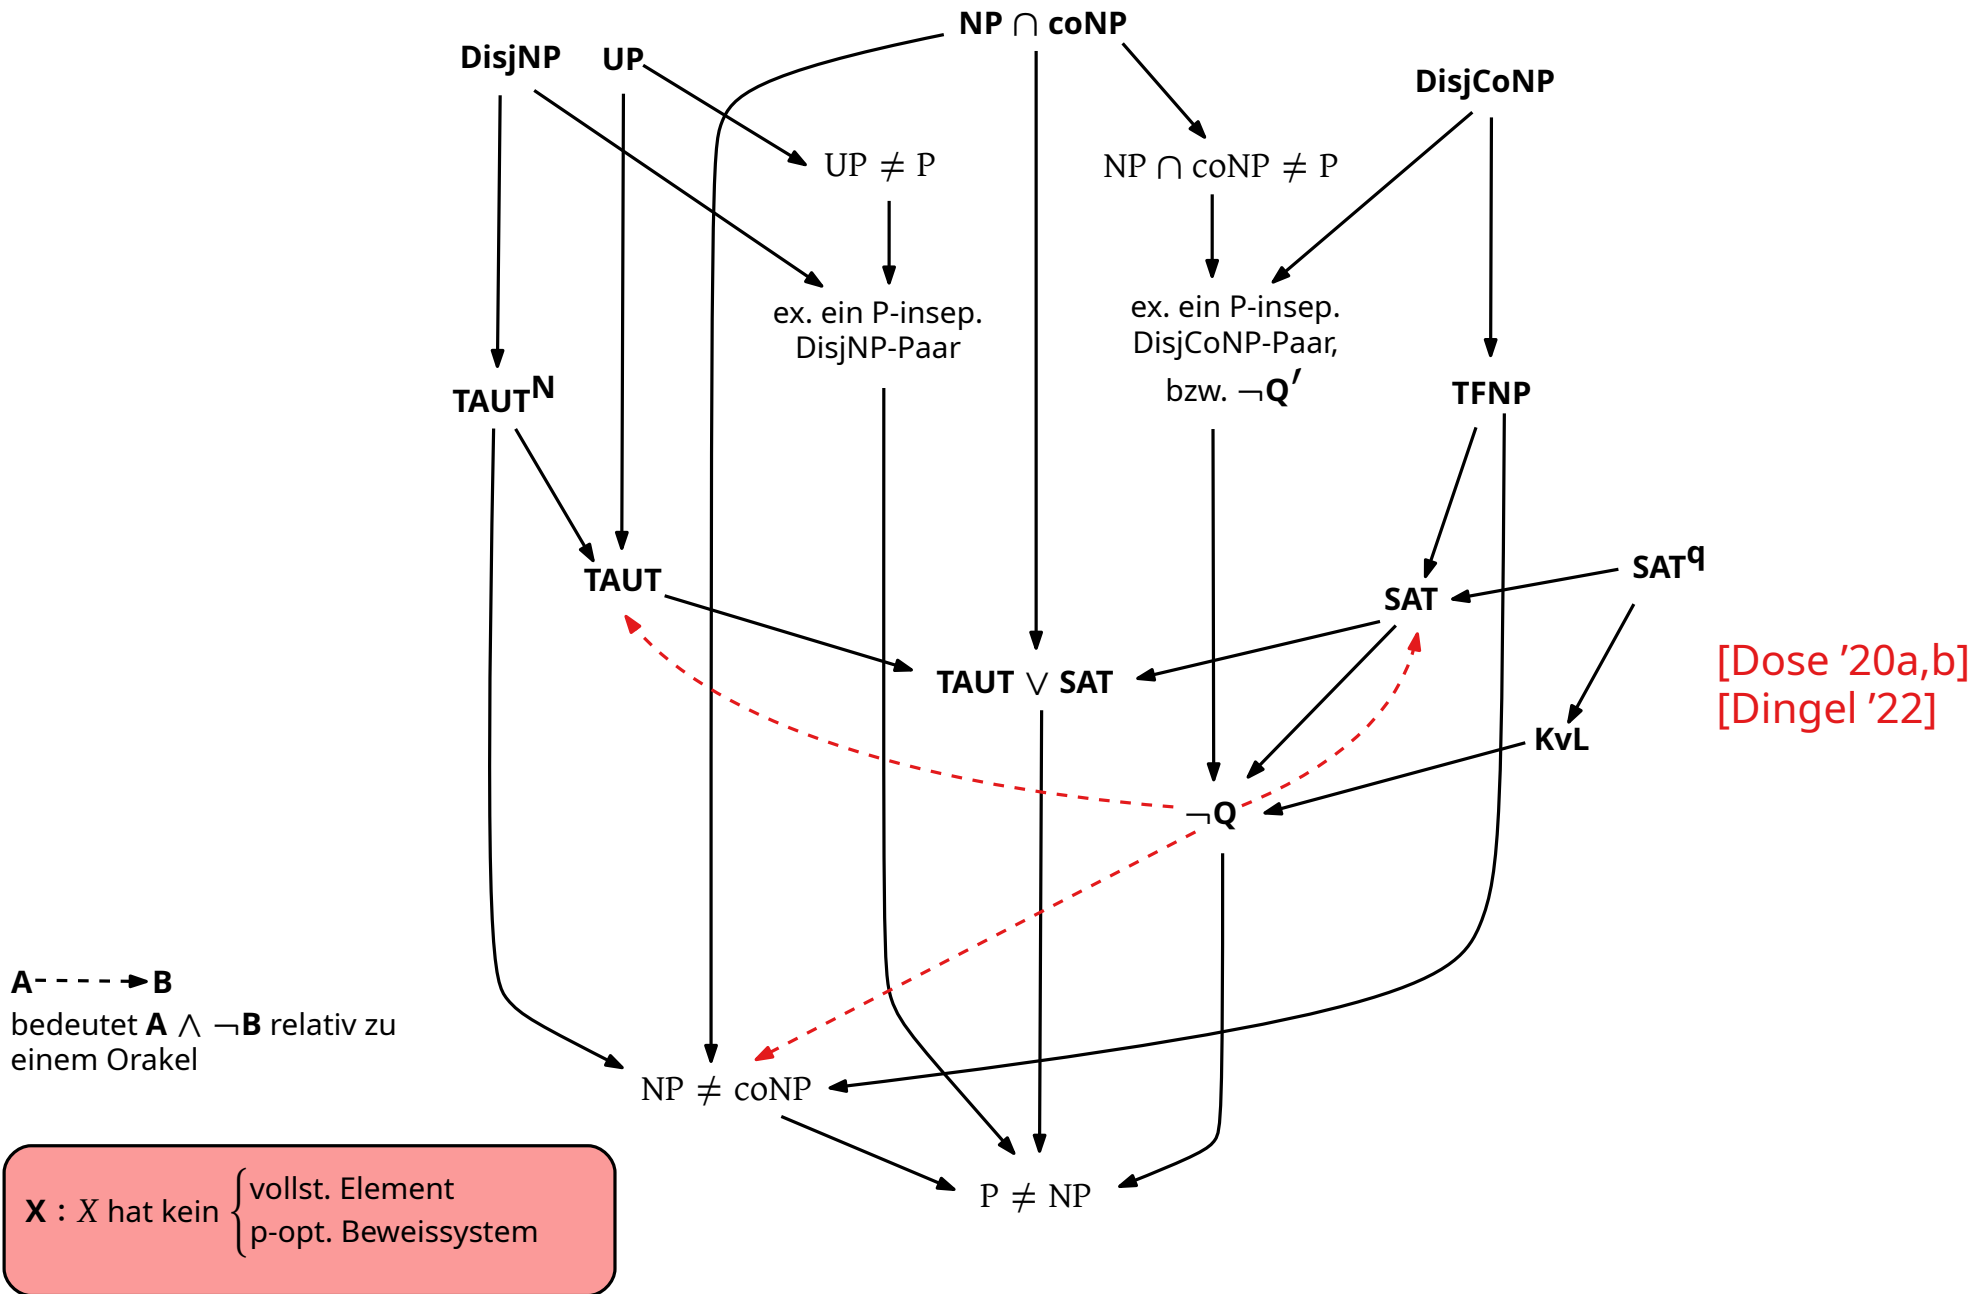 NP ∩ coNP
DisjNP
UP
DisjCoNP
UP ≠ P
NP ∩ coNP ≠ P
ex. ein P-insep.
DisjNP-Paar
ex. ein P-insep.
DisjCoNP-Paar,
bzw. ¬Q′
TAUTᴺ
TFNP
TAUT
SAT
SAT^q
TAUT ∨ SAT
[Dose ’20a,b]
[Dingel ’22]
KvL
¬Q
A B
bedeutet A ∧ ¬B relativ zu
einem Orakel
NP ≠ coNP
P ≠ NP
X : X hat kein { vollst. Element
p-opt. Beweissystem